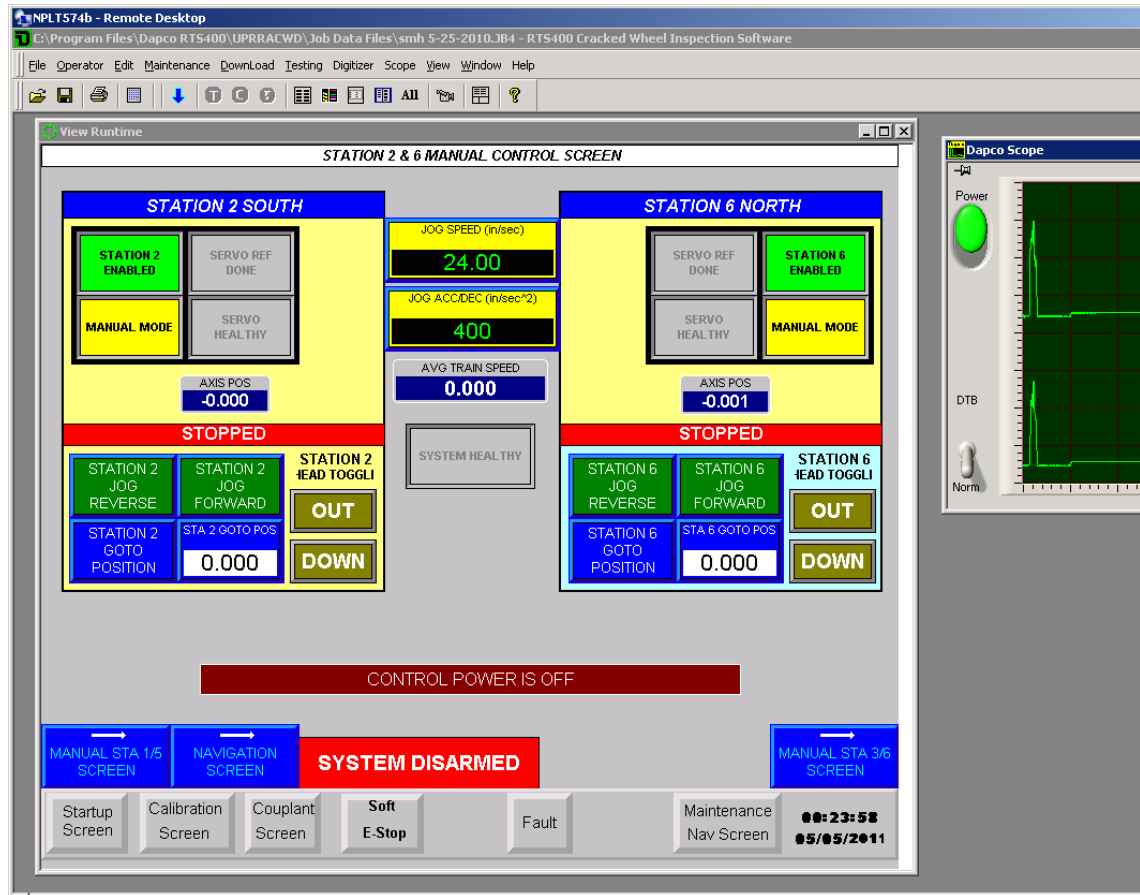 NPLT574b - Remote Desktop
C:\Program Files\Dapco RTS400\UPRRACWD\Job Data Files\smh 5-25-2010.JB4 - RTS400 Cracked Wheel Inspection Software
File Operator Edit Maintenance DownLoad Testing Digitizer Scope View Window Help
T C All ?
View Runtime
STATION 2 & 6 MANUAL CONTROL SCREEN
STATION 2 SOUTH
STATION 2
ENABLED
SERVO REF
DONE
MANUAL MODE
SERVO
HEALTHY
AXIS POS
-0.000
STOPPED
STATION 2
JOG
REVERSE
STATION 2
JOG
FORWARD
STATION 2
HEAD TOGGLI
OUT
STATION 2
GOTO
POSITION
STA 2 GOTO POS
0.000
DOWN
JOG SPEED (in/sec)
24.00
JOG ACC/DEC (in/sec^2)
400
AVG TRAIN SPEED
0.000
SYSTEM HEALTHY
STATION 6 NORTH
SERVO REF
DONE
STATION 6
ENABLED
SERVO
HEALTHY
MANUAL MODE
AXIS POS
-0.001
STOPPED
STATION 6
JOG
REVERSE
STATION 6
JOG
FORWARD
STATION 6
HEAD TOGGLI
OUT
STATION 6
GOTO
POSITION
STA 6 GOTO POS
0.000
DOWN
CONTROL POWER IS OFF
MANUAL STA 1/5
SCREEN
NAVIGATION
SCREEN
SYSTEM DISARMED
MANUAL STA 3/6
SCREEN
Startup
Screen
Calibration
Screen
Couplant
Screen
Soft
E-Stop
Fault
Maintenance
Nav Screen
00:23:58
05/05/2011
Dapco Scope
Power
DTB
Norm